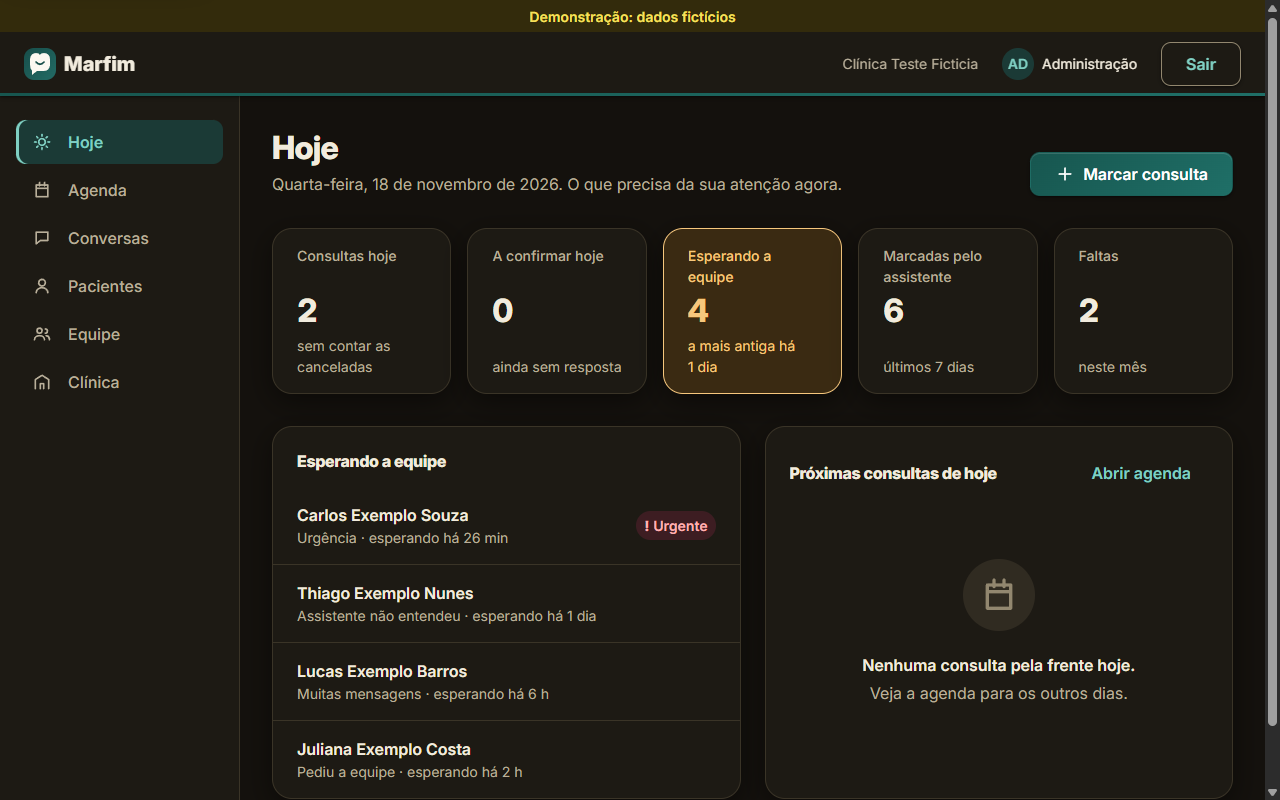 Demonstração: dados fictícios
Marfim
Clínica Teste Ficticia
AD
Administração
Sair
Hoje
Agenda
Conversas
Pacientes
Equipe
Clínica
Hoje
Quarta-feira, 18 de novembro de 2026. O que precisa da sua atenção agora.
+ Marcar consulta
Consultas hoje
2
sem contar as
canceladas
A confirmar hoje
0
ainda sem resposta
Esperando a
equipe
4
a mais antiga há
1 dia
Marcadas pelo
assistente
6
últimos 7 dias
Faltas
2
neste mês
Esperando a equipe
Carlos Exemplo Souza
Urgência · esperando há 26 min
! Urgente
Thiago Exemplo Nunes
Assistente não entendeu · esperando há 1 dia
Lucas Exemplo Barros
Muitas mensagens · esperando há 6 h
Juliana Exemplo Costa
Pediu a equipe · esperando há 2 h
Próximas consultas de hoje
Abrir agenda
Nenhuma consulta pela frente hoje.
Veja a agenda para os outros dias.